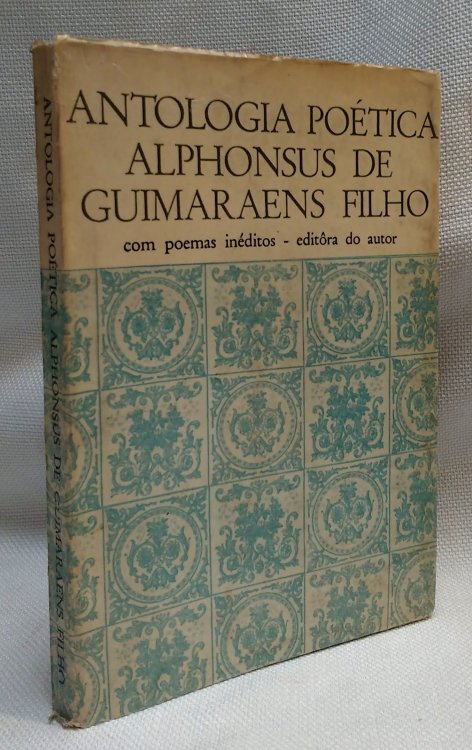 ANTOLOGIA POÉTICA
ALPHONSUS DE
GUIMARAENS FILHO
com poemas inéditos - editôra do autor
ANTOLOGIA POÉTICA ALPHONSUS DE GUIMARAENS FILHO